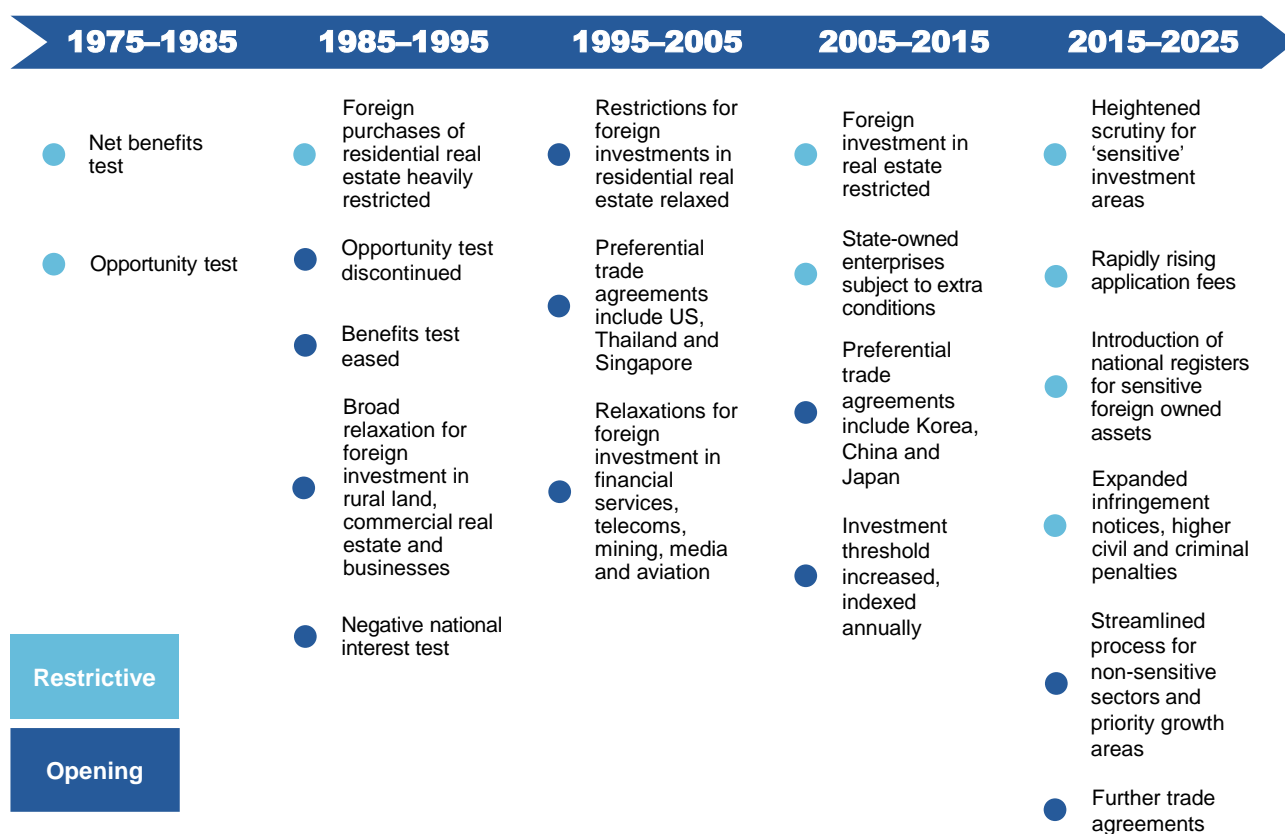 1975–1985
1985–1995
1995–2005
2005–2015
2015–2025
Net benefits
test
Opportunity test
Foreign
purchases of
residential real
estate heavily
restricted
Opportunity test
discontinued
Benefits test
eased
Broad
relaxation for
foreign
investment in
rural land,
commercial real
estate and
businesses
Negative national
interest test
Restrictions for
foreign
investments in
residential real
estate relaxed
Preferential
trade
agreements
include US,
Thailand and
Singapore
Relaxations for
foreign
investment in
financial
services,
telecoms,
mining, media
and aviation
Foreign
investment in
real estate
restricted
State-owned
enterprises
subject to extra
conditions
Preferential
trade
agreements
include Korea,
China and
Japan
Investment
threshold
increased,
indexed
annually
Heightened
scrutiny for
‘sensitive’
investment
areas
Rapidly rising
application fees
Introduction of
national registers
for sensitive
foreign owned
assets
Expanded
infringement
notices, higher
civil and criminal
penalties
Streamlined
process for
non-sensitive
sectors and
priority growth
areas
Further trade
agreements
Restrictive
Opening